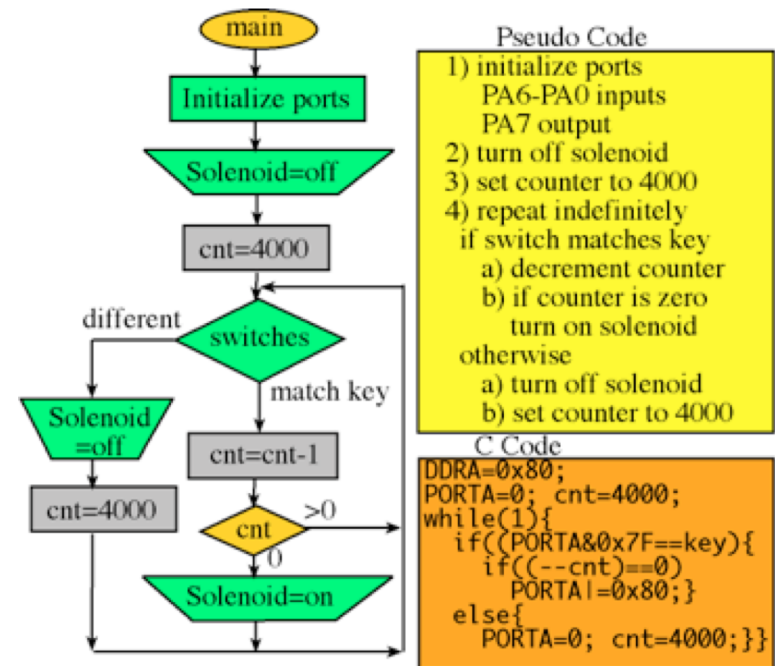 main
Initialize ports
Solenoid=off
cnt=4000
different
switches
match key
Solenoid
=off
cnt=cnt-1
cnt=4000
>0
cnt
0
Solenoid=on
Pseudo Code
1) initialize ports
PA6-PA0 inputs
PA7 output
2) turn off solenoid
3) set counter to 4000
4) repeat indefinitely
if switch matches key
a) decrement counter
b) if counter is zero
turn on solenoid
otherwise
a) turn off solenoid
b) set counter to 4000
C Code
DDRA=0x80;
PORTA=0; cnt=4000;
while(1){
if((PORTA&0x7F==key){
if((--cnt)==0)
PORTA|=0x80;}
else{
PORTA=0; cnt=4000;}}